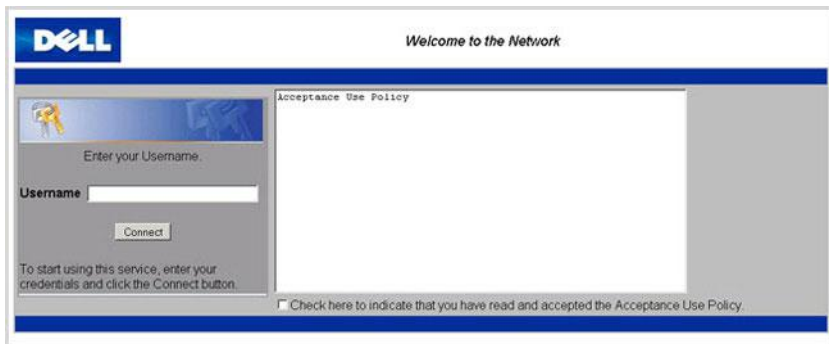 DELL
Welcome to the Network
Enter your Username.
Username
Connect
To start using this service, enter your
credentials and click the Connect button.
Acceptance Use Policy
Check here to indicate that you have read and accepted the Acceptance Use Policy.